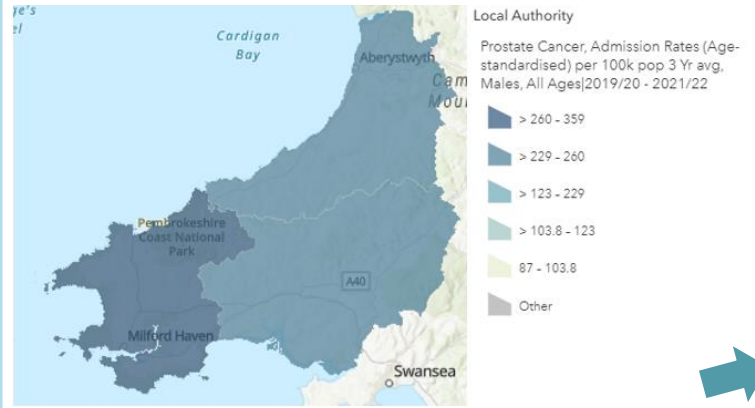 Cardigan
Bay
Aberystwyth
Pembrokeshire
Coast National
Park
A40
Milford Haven
Swansea
Local Authority
Prostate Cancer, Admission Rates (Age-
standardised) per 100k pop 3 Yr avg,
Males, All Ages|2019/20 - 2021/22
> 260 - 359
> 229 - 260
> 123 - 229
> 103.8 - 123
87 - 103.8
Other